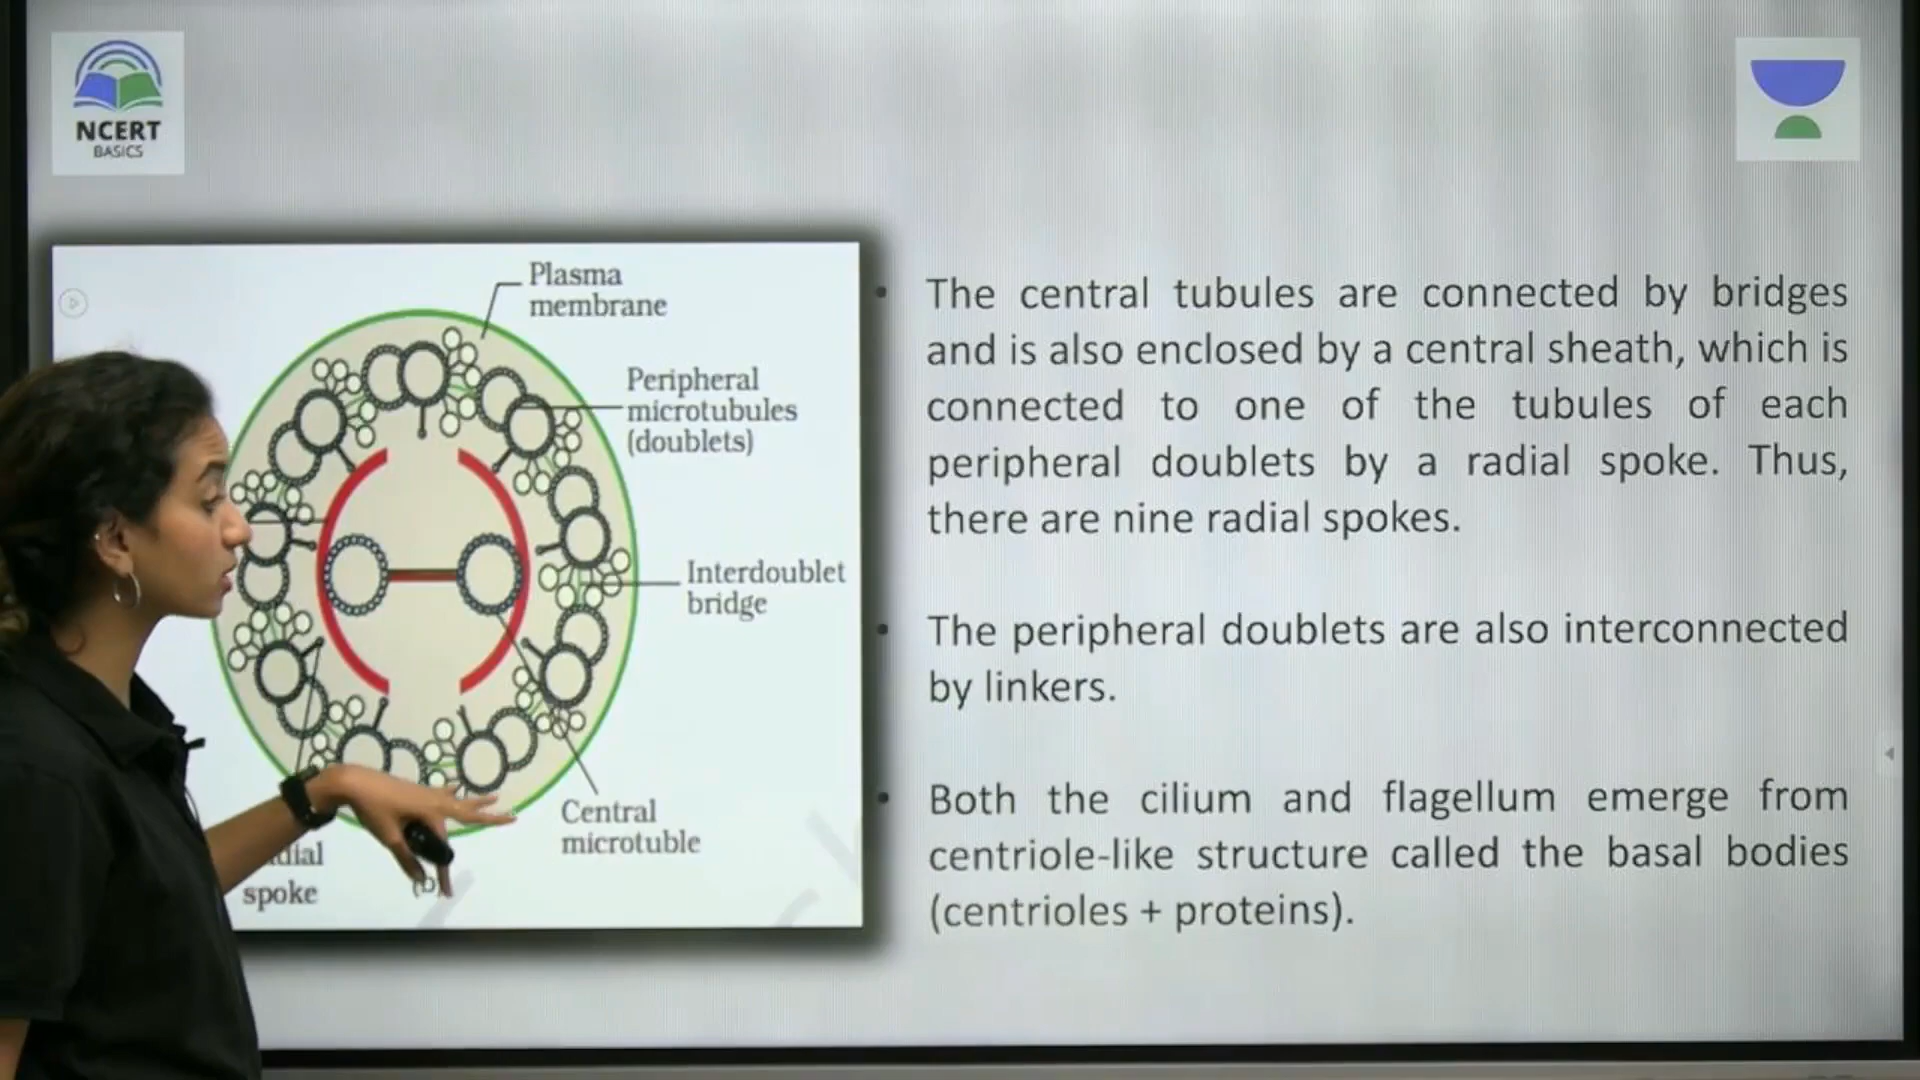 NCERT
BASICS
Plasma
membrane
Peripheral
microtubules
(doublets)
Interdoublet
bridge
Central
microtuble
spoke
(b)
The central tubules are connected by bridges
and is also enclosed by a central sheath, which is
connected to one of the tubules of each
peripheral doublets by a radial spoke. Thus,
there are nine radial spokes.
The peripheral doublets are also interconnected
by linkers.
Both the cilium and flagellum emerge from
centriole-like structure called the basal bodies
(centrioles + proteins).